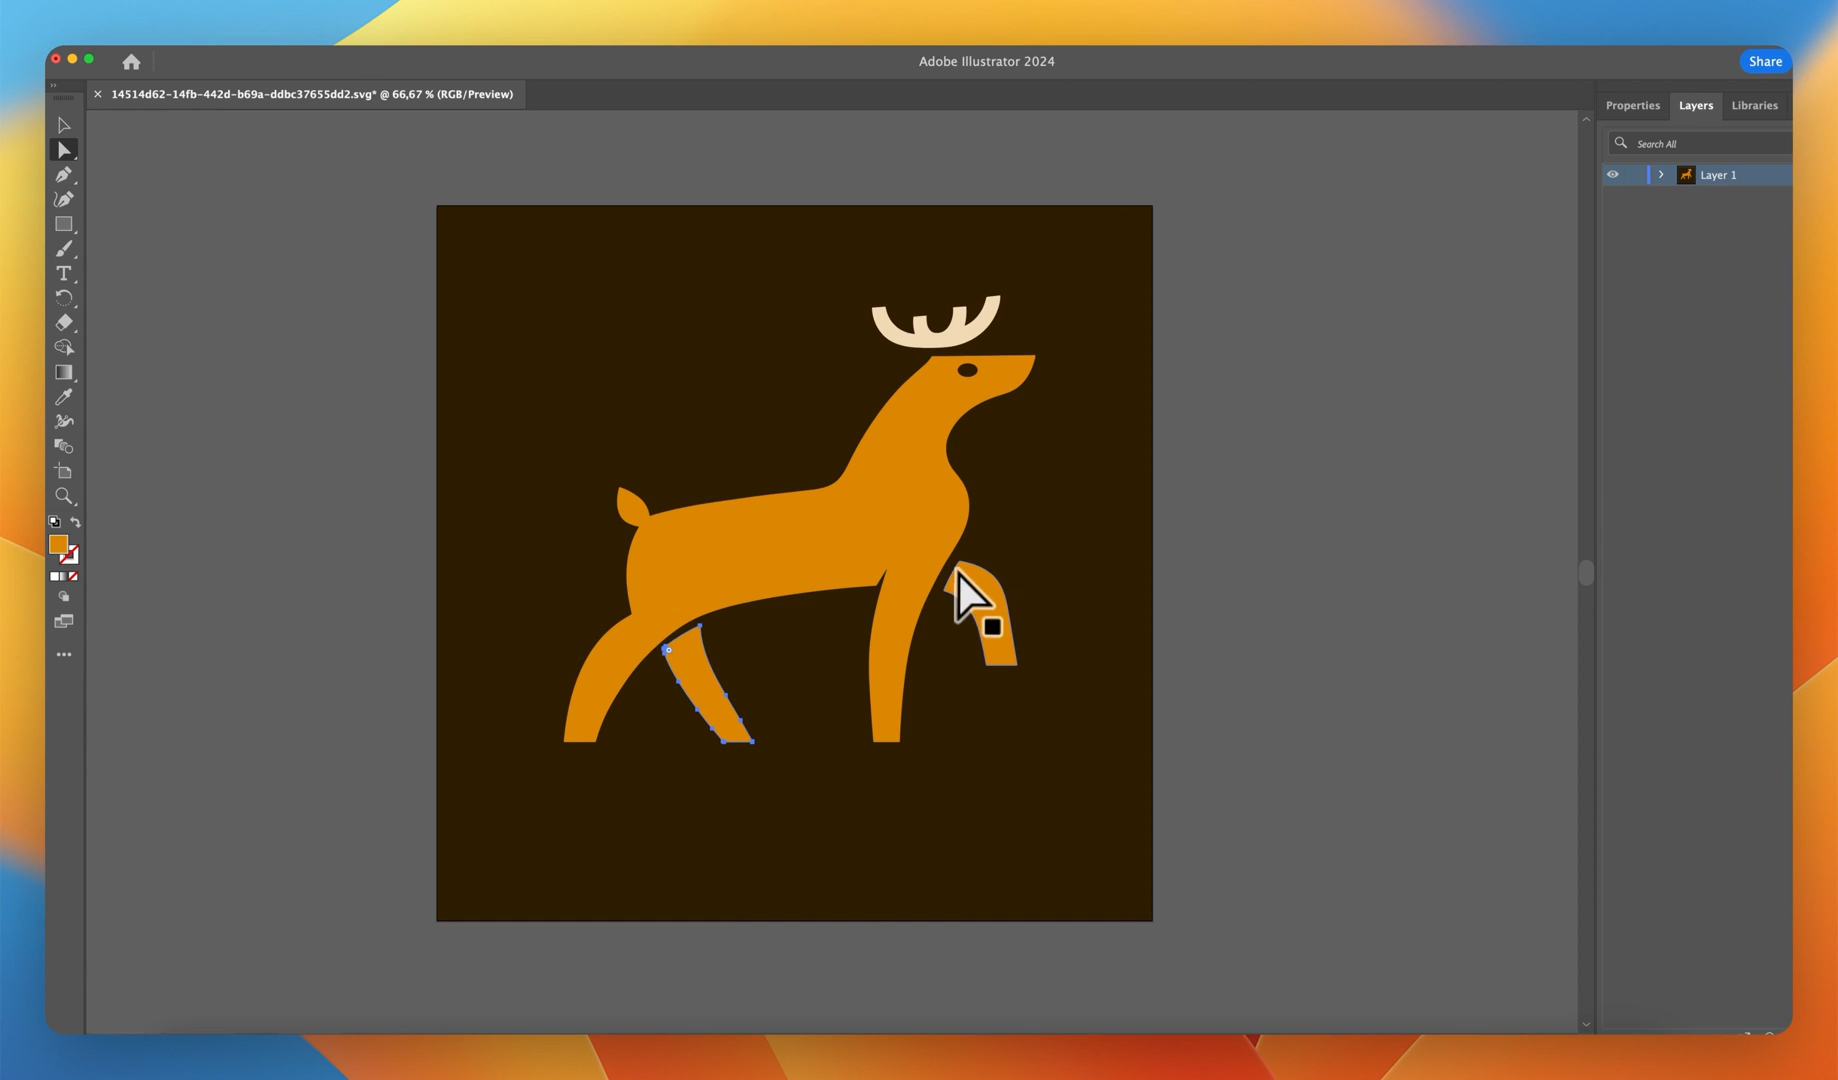 Adobe Illustrator 2024
Share
14514d62-14fb-442d-b69a-ddbc37655dd2.svg* @ 66,67 % (RGB/Preview)
Properties
Layers
Libraries
Search All
Layer 1